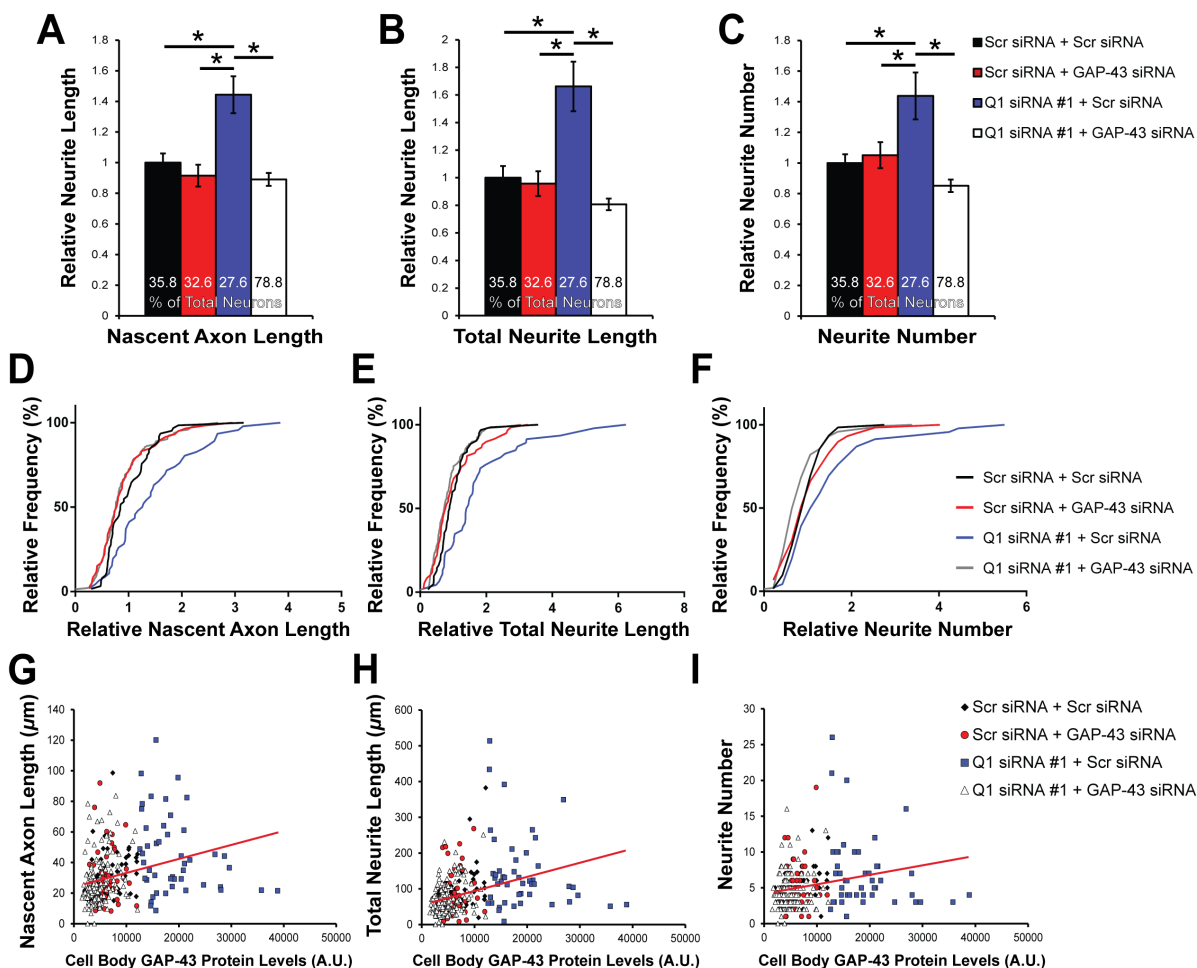 A
Relative Neurite Length
1.8
1.6
1.4
1.2
1
0.8
0.6
0.4
0.2
0
* * *
35.8 32.6 27.6 78.8
% of Total Neurons
Nascent Axon Length
B
Relative Neurite Length
2
1.8
1.6
1.4
1.2
1
0.8
0.6
0.4
0.2
0
* * *
35.8 32.6 27.6 78.8
% of Total Neurons
Total Neurite Length
C
Relative Neurite Number
1.8
1.6
1.4
1.2
1
0.8
0.6
0.4
0.2
0
* * *
35.8 32.6 27.6 78.8
% of Total Neurons
Neurite Number
Scr siRNA + Scr siRNA
Scr siRNA + GAP-43 siRNA
Q1 siRNA #1 + Scr siRNA
Q1 siRNA #1 + GAP-43 siRNA
D
Relative Frequency (%)
100
50
0
0 1 2 3 4 5
Relative Nascent Axon Length
E
Relative Frequency (%)
100
50
0
0 2 4 6 8
Relative Total Neurite Length
F
Relative Frequency (%)
100
50
0
0 2 4 6
Relative Neurite Number
Scr siRNA + Scr siRNA
Scr siRNA + GAP-43 siRNA
Q1 siRNA #1 + Scr siRNA
Q1 siRNA #1 + GAP-43 siRNA
G
Nascent Axon Length (µm)
140
120
100
80
60
40
20
0
0 10000 20000 30000 40000 50000
Cell Body GAP-43 Protein Levels (A.U.)
H
Total Neurite Length (µm)
600
500
400
300
200
100
0
0 10000 20000 30000 40000 50000
Cell Body GAP-43 Protein Levels (A.U.)
I
Neurite Number
30
25
20
15
10
5
0
0 10000 20000 30000 40000 50000
Cell Body GAP-43 Protein Levels (A.U.)
Scr siRNA + Scr siRNA
Scr siRNA + GAP-43 siRNA
Q1 siRNA #1 + Scr siRNA
Q1 siRNA #1 + GAP-43 siRNA